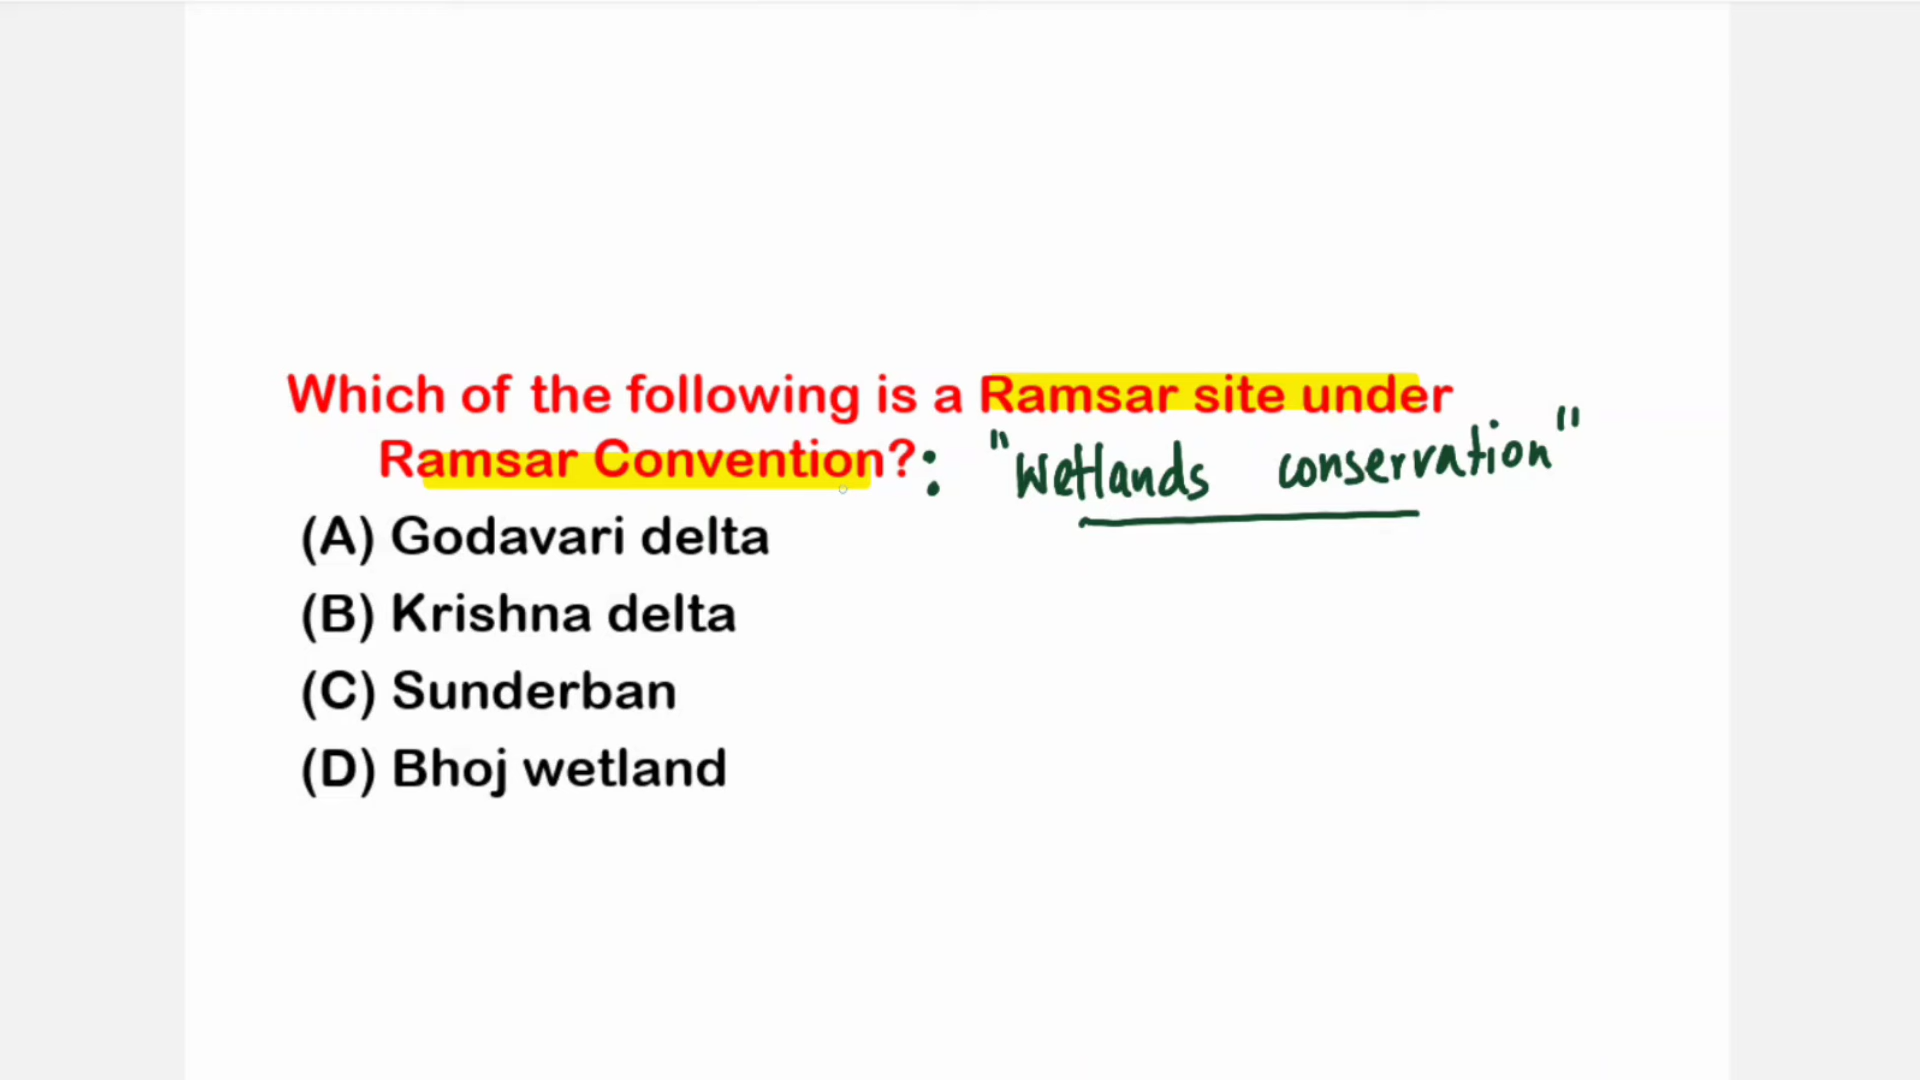 Which of the following is a Ramsar site under
Ramsar Convention? : "Wetlands conservation"
(A) Godavari delta
(B) Krishna delta
(C) Sunderban
(D) Bhoj wetland